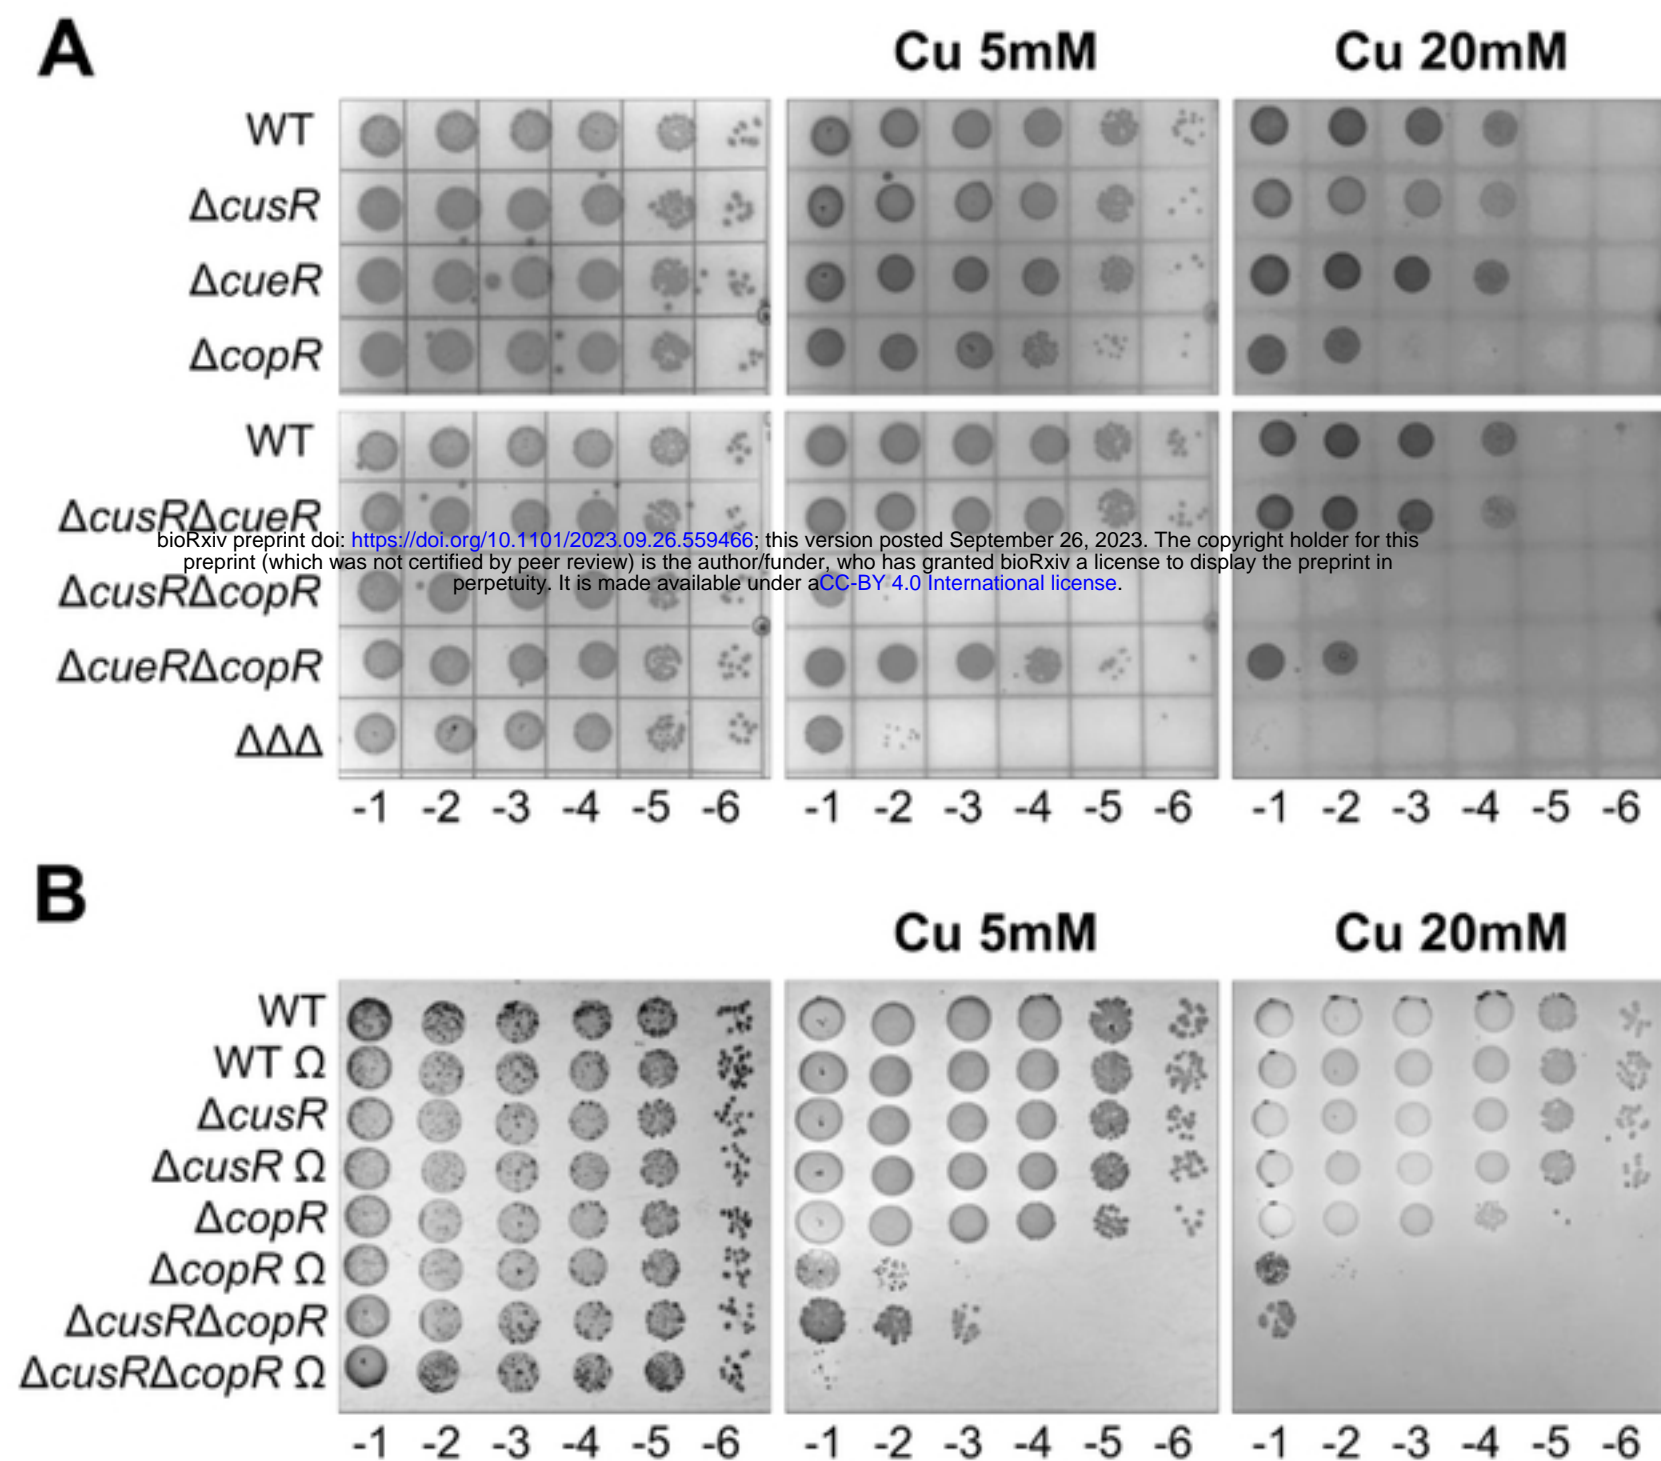 A
Cu 5mM
Cu 20mM
WT
ΔcusR
ΔcueR
ΔcopR
WT
ΔcusRΔcueR
bioRxiv preprint doi: https://doi.org/10.1101/2023.09.26.559466; this version posted September 26, 2023. The copyright holder for this
preprint (which was not certified by peer review) is the author/funder, who has granted bioRxiv a license to display the preprint in
perpetuity. It is made available under aCC-BY 4.0 International license.
ΔcusRΔcopR
ΔcueRΔcopR
ΔΔΔ
-1 -2 -3 -4 -5 -6 -1 -2 -3 -4 -5 -6 -1 -2 -3 -4 -5 -6
B
Cu 5mM
Cu 20mM
WT
WT Ω
ΔcusR
ΔcusR Ω
ΔcopR
ΔcopR Ω
ΔcusRΔcopR
ΔcusRΔcopR Ω
-1 -2 -3 -4 -5 -6 -1 -2 -3 -4 -5 -6 -1 -2 -3 -4 -5 -6